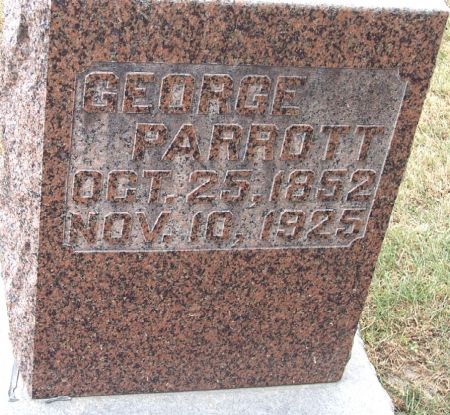 GEORGE
PARROTT
OCT. 25, 1852
NOV. 10, 1925